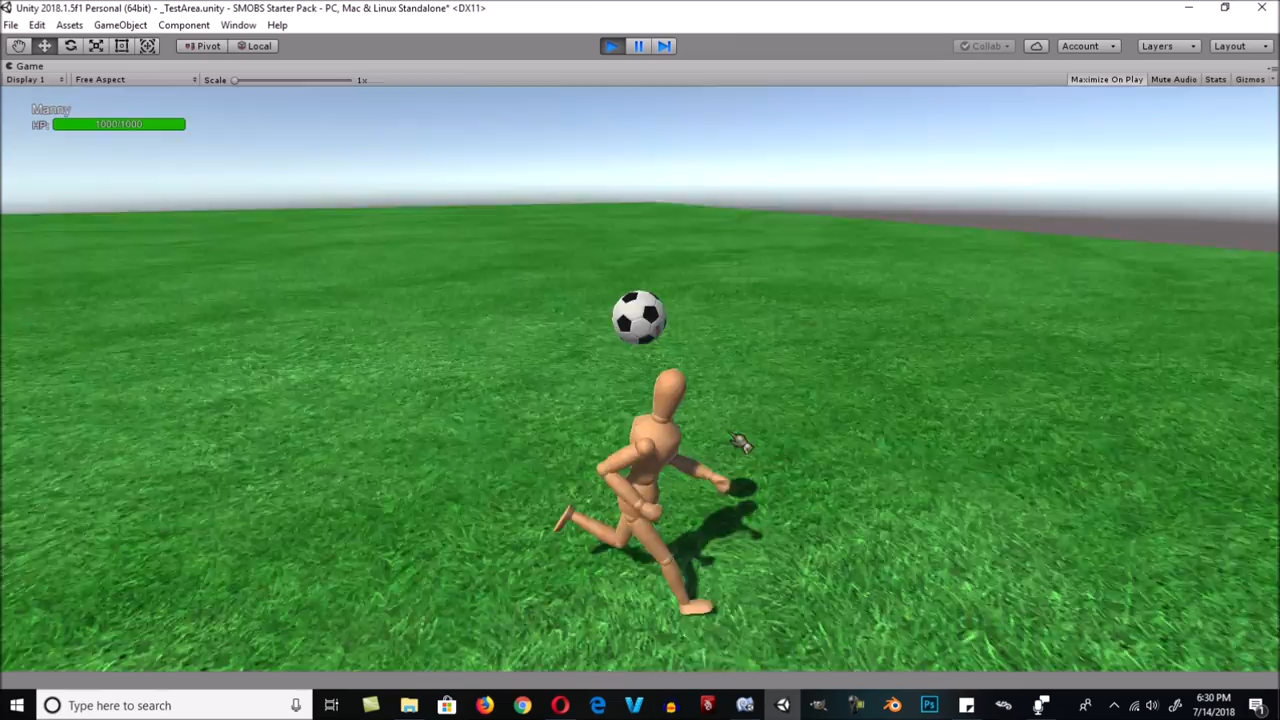 Unity 2018.1.5f1 Personal (64bit) - _TestArea.unity - SMOBS Starter Pack - PC, Mac & Linux Standalone* <DX11>
File Edit Assets GameObject Component Window Help
Pivot Local Collab Account Layers Layout
Game
Display 1 Free Aspect Scale 1x Maximize On Play Mute Audio Stats Gizmos
Manny
HP: 1000/1000
Type here to search
6:30 PM
7/14/2018